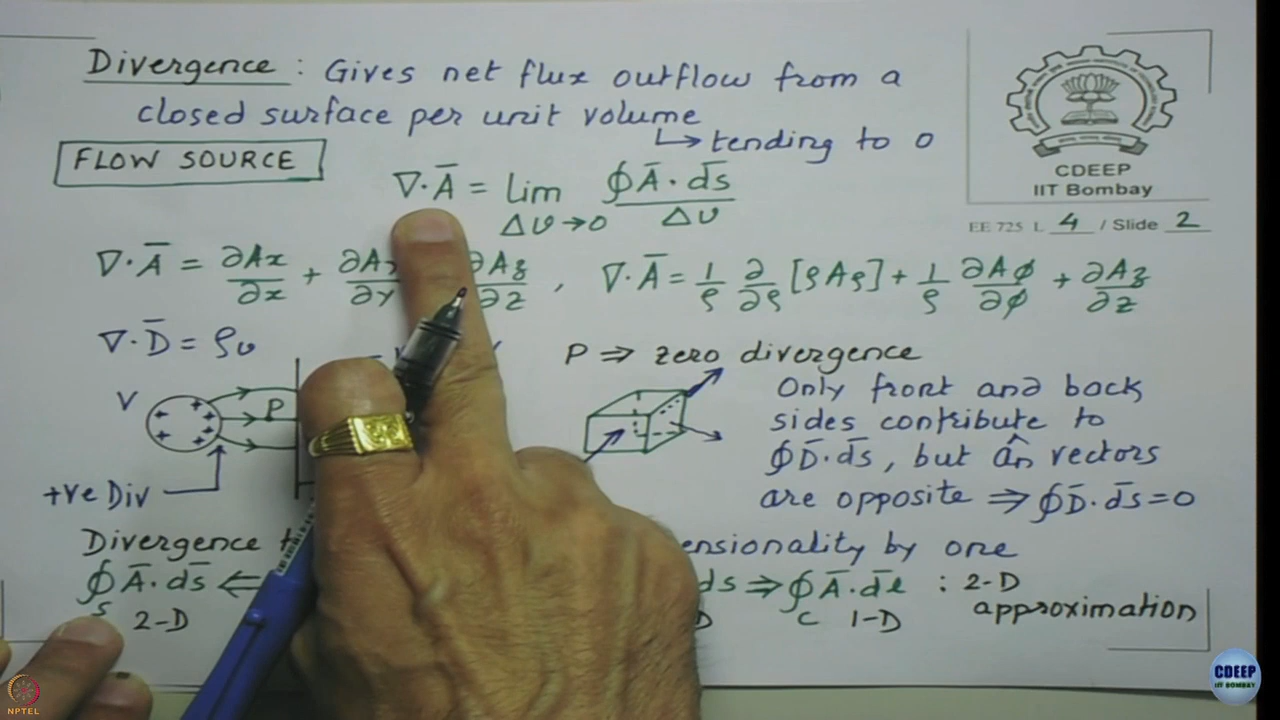 Divergence : Gives net flux outflow from a
closed surface per unit volume
↳ tending to 0
FLOW SOURCE
∇·A̅ = lim ∮A̅·ds̅
Δv→0 Δv
CDEEP
IIT Bombay
EE 725 L 4 / Slide 2
∇·A̅ = ∂Ax/∂x + ∂A /∂y ∂Az/∂z , ∇·A̅ = 1/ρ ∂/∂ρ [ρAρ] + 1/ρ ∂Aϕ/∂ϕ + ∂Az/∂z
∇·D̅ = ρv
P ⇒ zero divergence
V
P
Only front and back
sides contribute to
∮D̅·ds̅, but ân vectors
are opposite ⇒ ∮D̅·ds̅=0
+ve Div
Divergence by one
∮A̅·ds̅ ⇐ ds ⇒ ∮A̅·dl̅ : 2-D
S 2-D C 1-D approximation
NPTEL
CDEEP
IIT BOMBAY